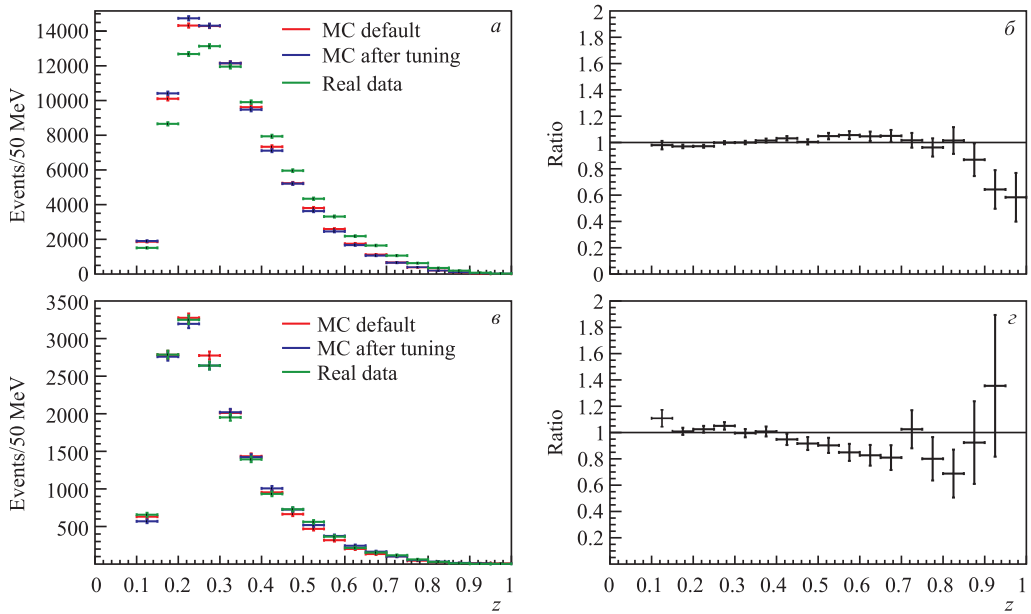 14000
12000
10000
8000
6000
4000
2000
0
Events/50 MeV
MC default
MC after tuning
Real data
а
2
1.8
1.6
1.4
1.2
1
0.8
0.6
0.4
0.2
0
Ratio
б
3500
3000
2500
2000
1500
1000
500
Events/50 MeV
MC default
MC after tuning
Real data
в
0 0.1 0.2 0.3 0.4 0.5 0.6 0.7 0.8 0.9 1
z
2
1.8
1.6
1.4
1.2
1
0.8
0.6
0.4
0.2
Ratio
г
0 0.1 0.2 0.3 0.4 0.5 0.6 0.7 0.8 0.9 1
z